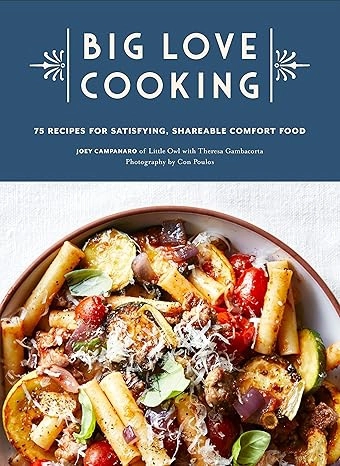 BIG LOVE
COOKING
75 RECIPES FOR SATISFYING, SHAREABLE COMFORT FOOD
JOEY CAMPANARO of Little Owl with Theresa Gambacorta
Photography by Con Poulos